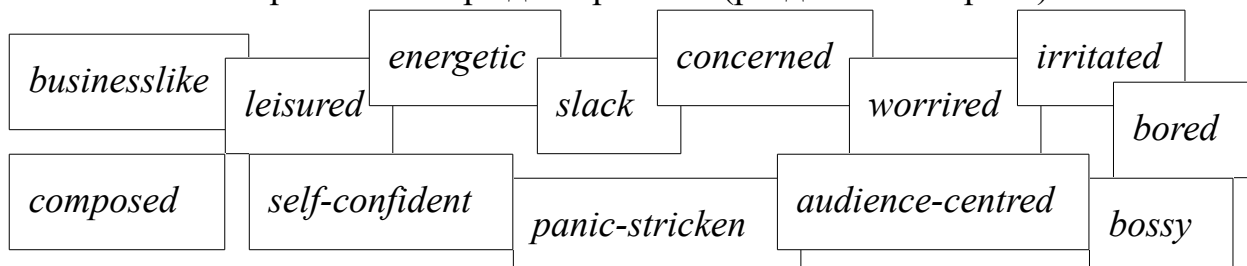 businesslike
leisured
energetic
slack
concerned
worrired
irritated
bored
composed
self-confident
panic-stricken
audience-centred
bossy